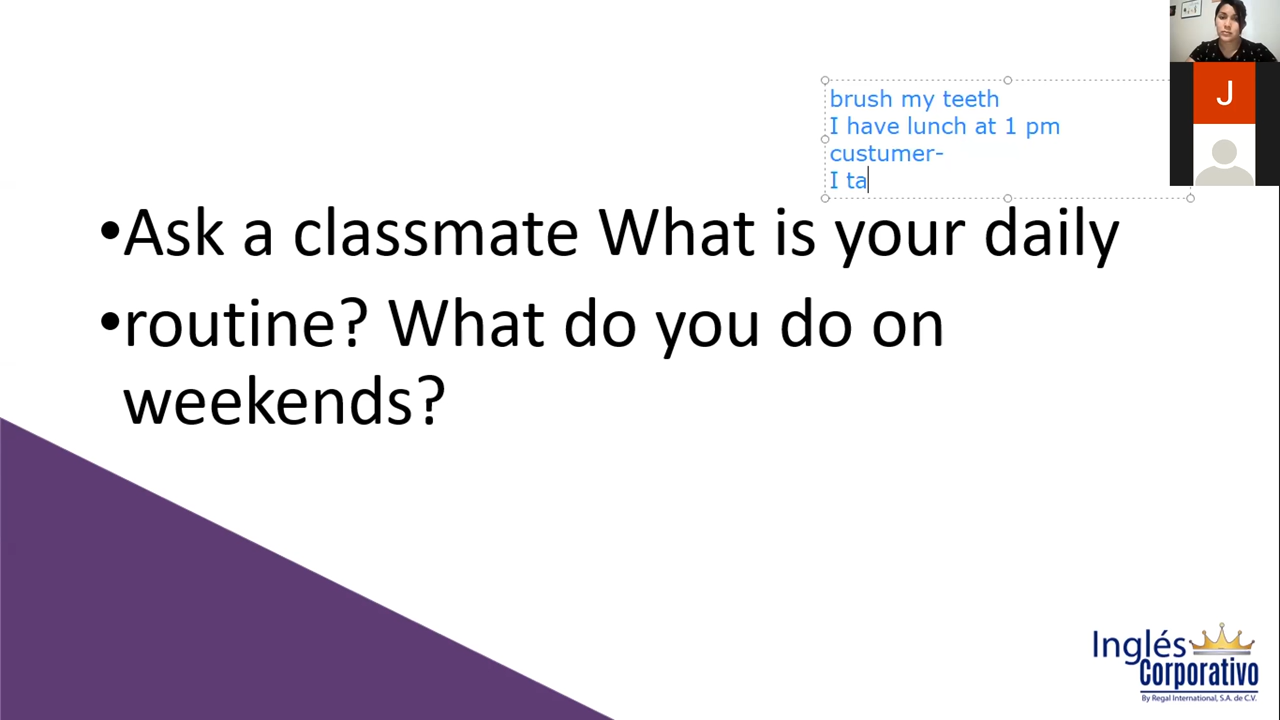 brush my teeth
I have lunch at 1 pm
custumer-
I ta
J
•Ask a classmate What is your daily
•routine? What do you do on
weekends?
Inglés
Corporativo
By Regal International, S.A. de C.V.